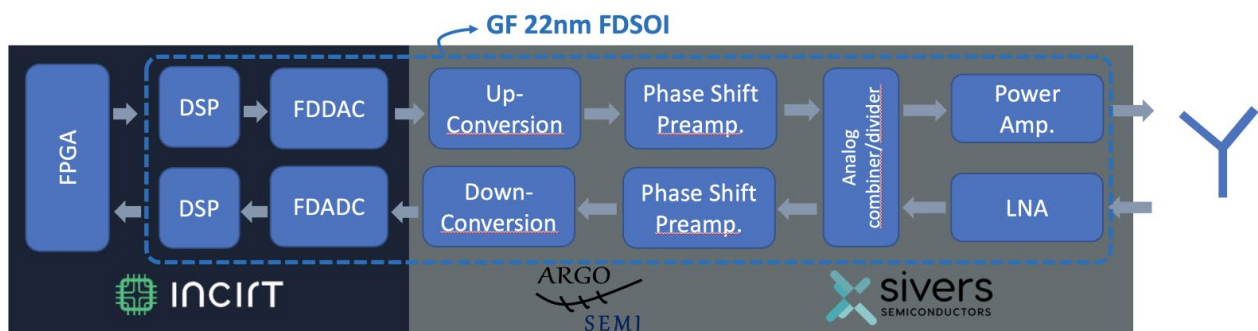 GF 22nm FDSOI
FPGA
DSP
FDDAC
Up-
Conversion
Phase Shift
Preamp.
Analog
combiner/divider
Power
Amp.
DSP
FDADC
Down-
Conversion
Phase Shift
Preamp.
LNA
INCIRT
ARGO
SEMI
sivers
SEMICONDUCTORS